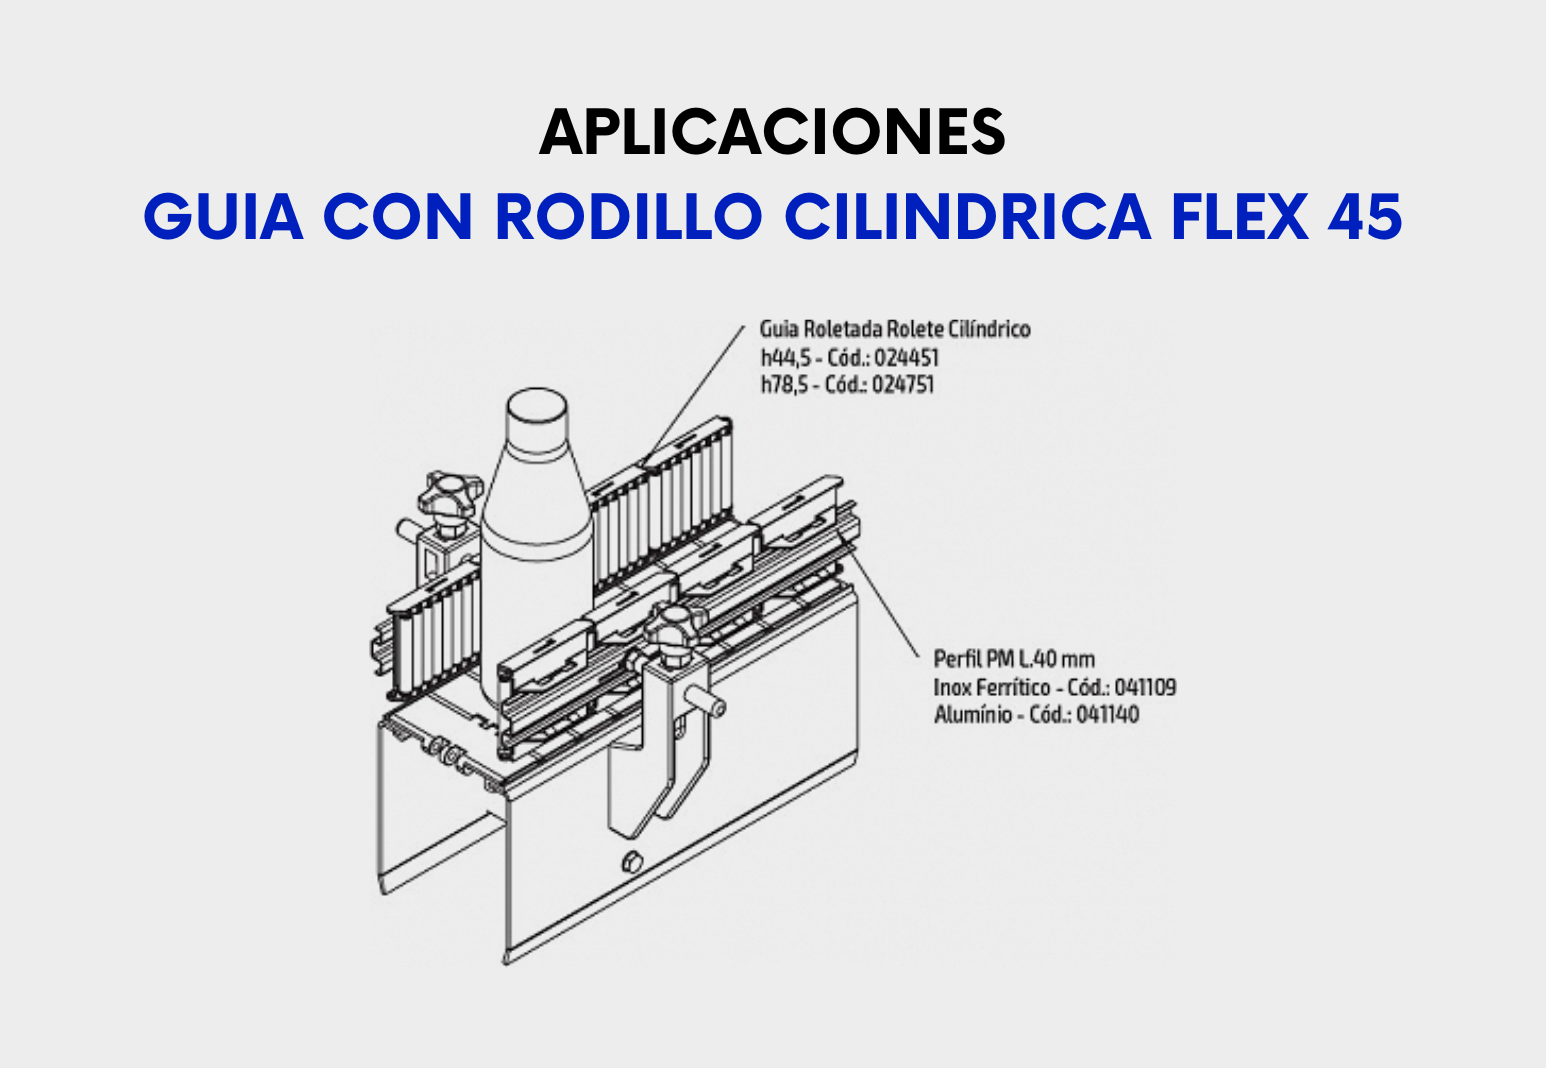 APLICACIONES
GUIA CON RODILLO CILINDRICA FLEX 45
Guia Roletada Rolete Cilíndrico
h44,5 - Cód.: 024451
h78,5 - Cód.: 024751
Perfil PM L.40 mm
Inox Ferrítico - Cód.: 041109
Alumínio - Cód.: 041140